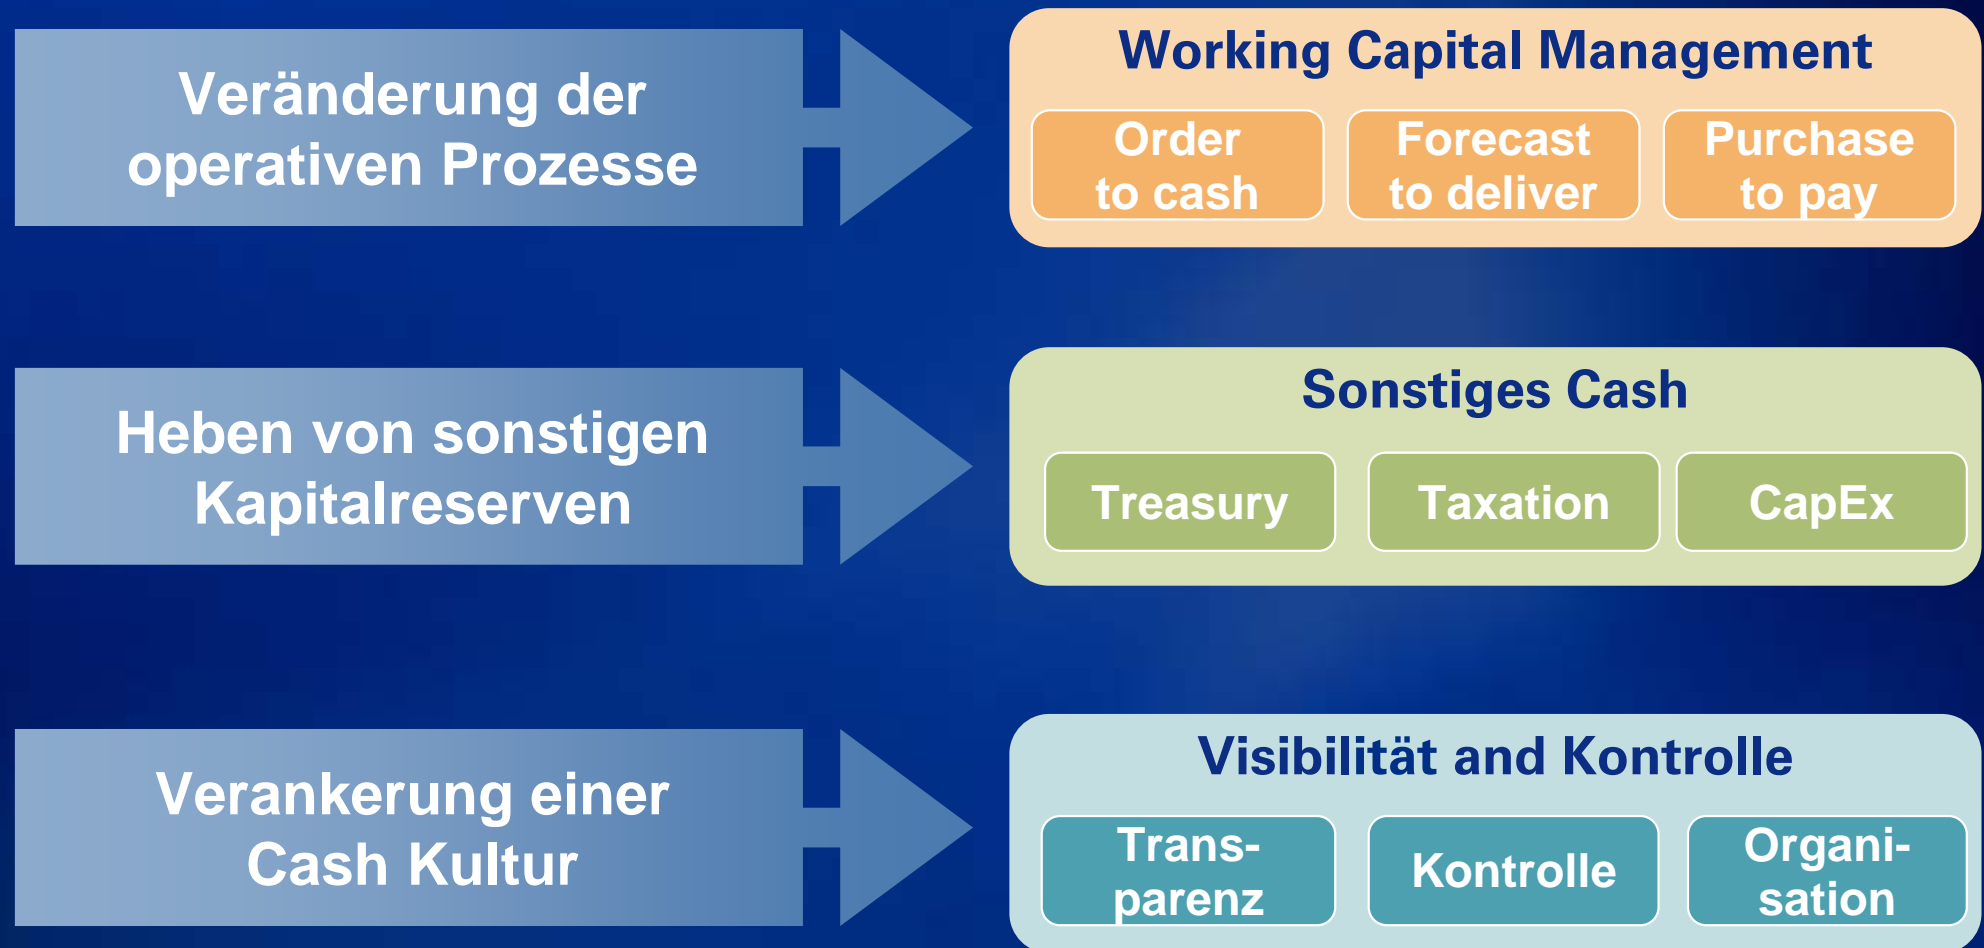 Veränderung der
operativen Prozesse
Working Capital Management
Order
to cash
Forecast
to deliver
Purchase
to pay
Heben von sonstigen
Kapitalreserven
Sonstiges Cash
Treasury
Taxation
CapEx
Verankerung einer
Cash Kultur
Visibilität and Kontrolle
Trans-
parenz
Kontrolle
Organi-
sation